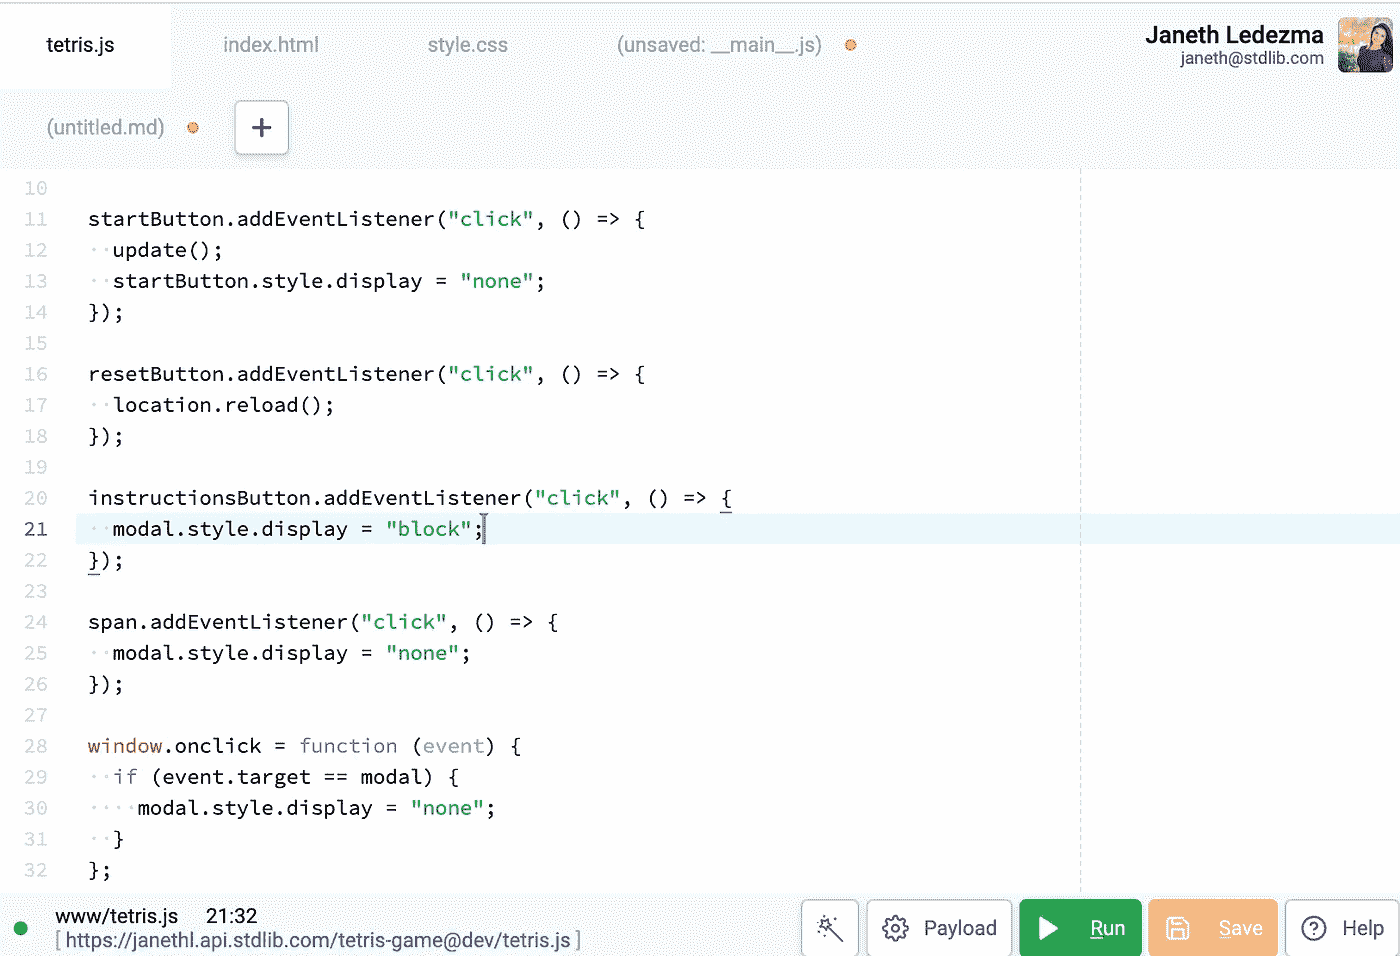 tetris.js index.html style.css (unsaved: __main__.js) Janeth Ledezma
janeth@stdlib.com
(untitled.md) +
10
11 startButton.addEventListener("click", () => {
12   update();
13   startButton.style.display = "none";
14 });
15
16 resetButton.addEventListener("click", () => {
17   location.reload();
18 });
19
20 instructionsButton.addEventListener("click", () => {
21   modal.style.display = "block";
22 });
23
24 span.addEventListener("click", () => {
25   modal.style.display = "none";
26 });
27
28 window.onclick = function (event) {
29   if (event.target == modal) {
30     modal.style.display = "none";
31   }
32 };
www/tetris.js 21:32
[ https://janethl.api.stdlib.com/tetris-game@dev/tetris.js ]
Payload Run Save Help